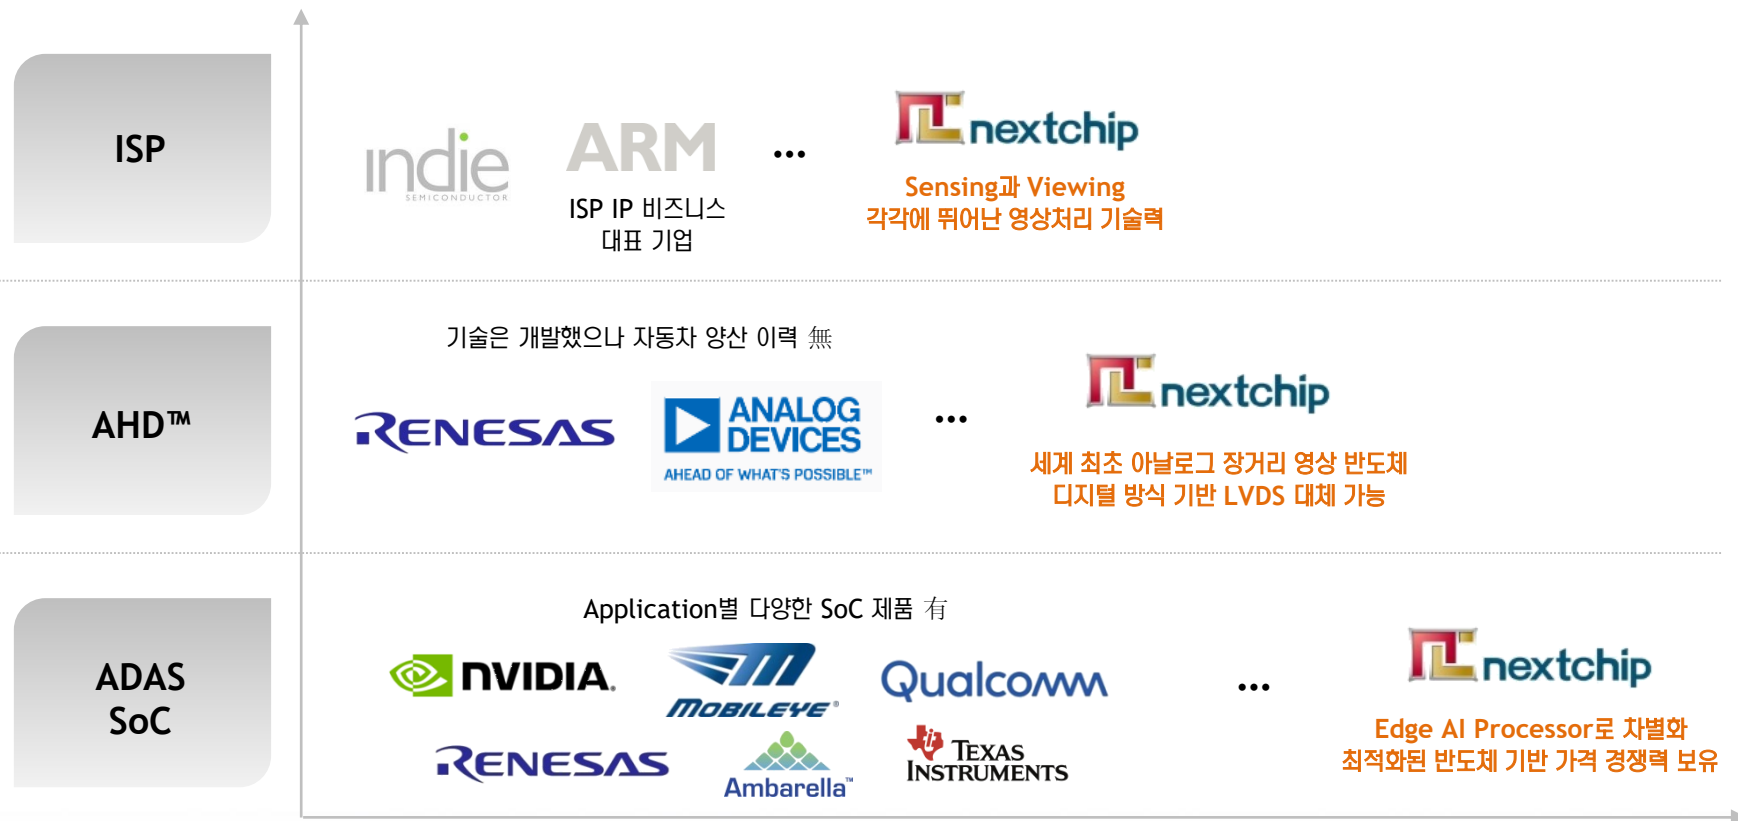 ISP
indie
SEMICONDUCTOR
ARM
ISP IP 비즈니스
대표 기업
...
nextchip
Sensing과 Viewing
각각에 뛰어난 영상처리 기술력
AHD™
기술은 개발했으나 자동차 양산 이력 無
RENESAS
ANALOG
DEVICES
AHEAD OF WHAT'S POSSIBLE™
...
nextchip
세계 최초 아날로그 장거리 영상 반도체
디지털 방식 기반 LVDS 대체 가능
ADAS
SoC
Application별 다양한 SoC 제품 有
NVIDIA.
MOBILEYE®
Qualcomm
RENESAS
Ambarella™
TEXAS
INSTRUMENTS
...
nextchip
Edge AI Processor로 차별화
최적화된 반도체 기반 가격 경쟁력 보유